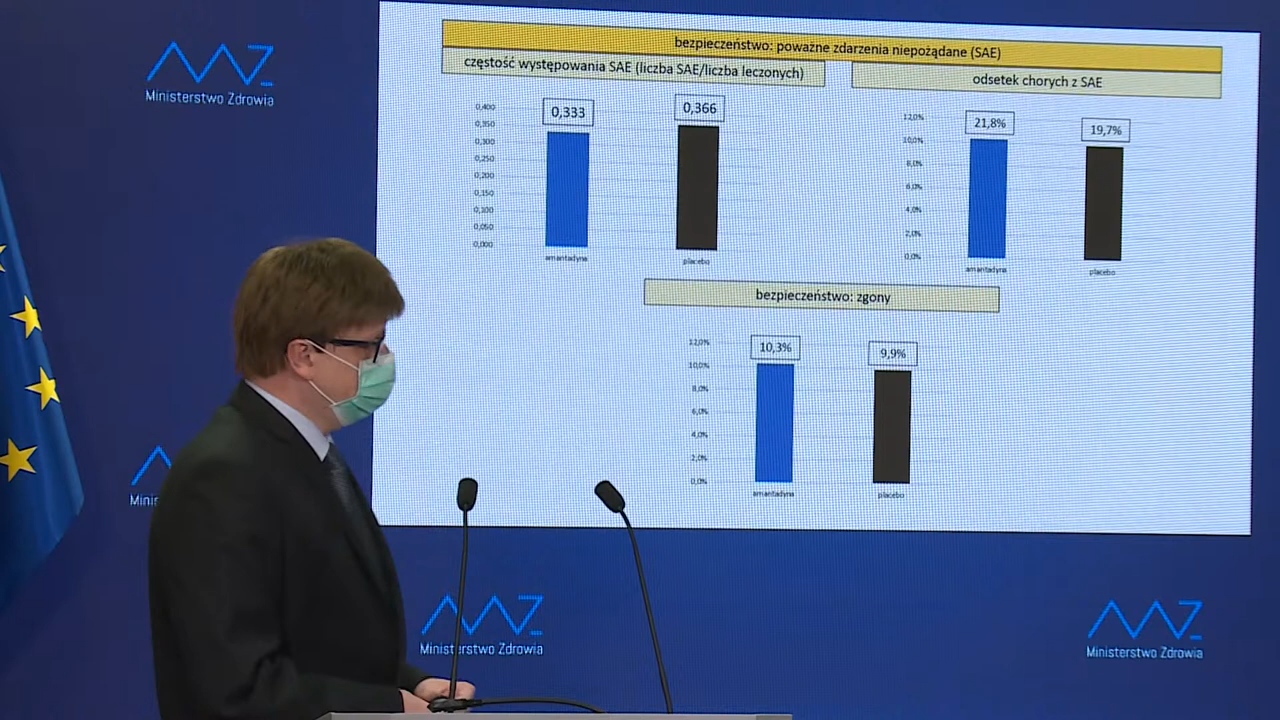 Ministerstwo Zdrowia
bezpieczeństwo: poważne zdarzenia niepożądane (SAE)
częstość występowania SAE (liczba SAE/liczba leczonych)
odsetek chorych z SAE
0,400
0,350
0,300
0,250
0,200
0,150
0,100
0,050
0,000
0,333
0,366
amantadyna
placebo
12,0%
10,0%
8,0%
6,0%
4,0%
2,0%
0,0%
21,8%
19,7%
amantadyna
placebo
bezpieczeństwo: zgony
12,0%
10,0%
8,0%
6,0%
4,0%
2,0%
0,0%
10,3%
9,9%
amantadyna
placebo
Minis
Ministerstwo Zdrowia
Ministerstwo Zdrowia